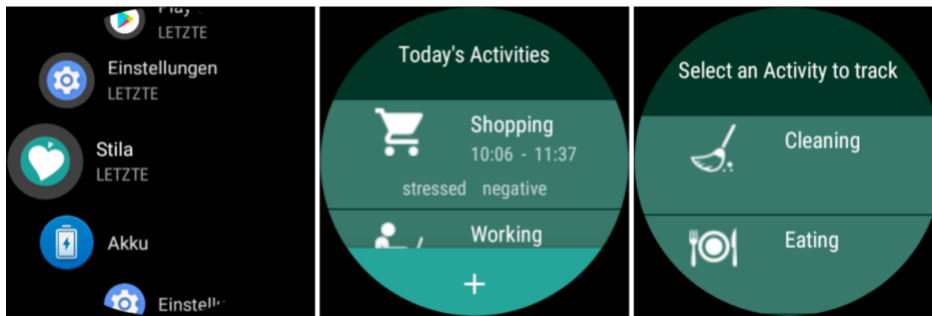 Play
LETZTE
Einstellungen
LETZTE
Stila
LETZTE
Akku
Today's Activities
Shopping
10:06 - 11:37
stressed negative
Working
+
Select an Activity to track
Cleaning
Eating